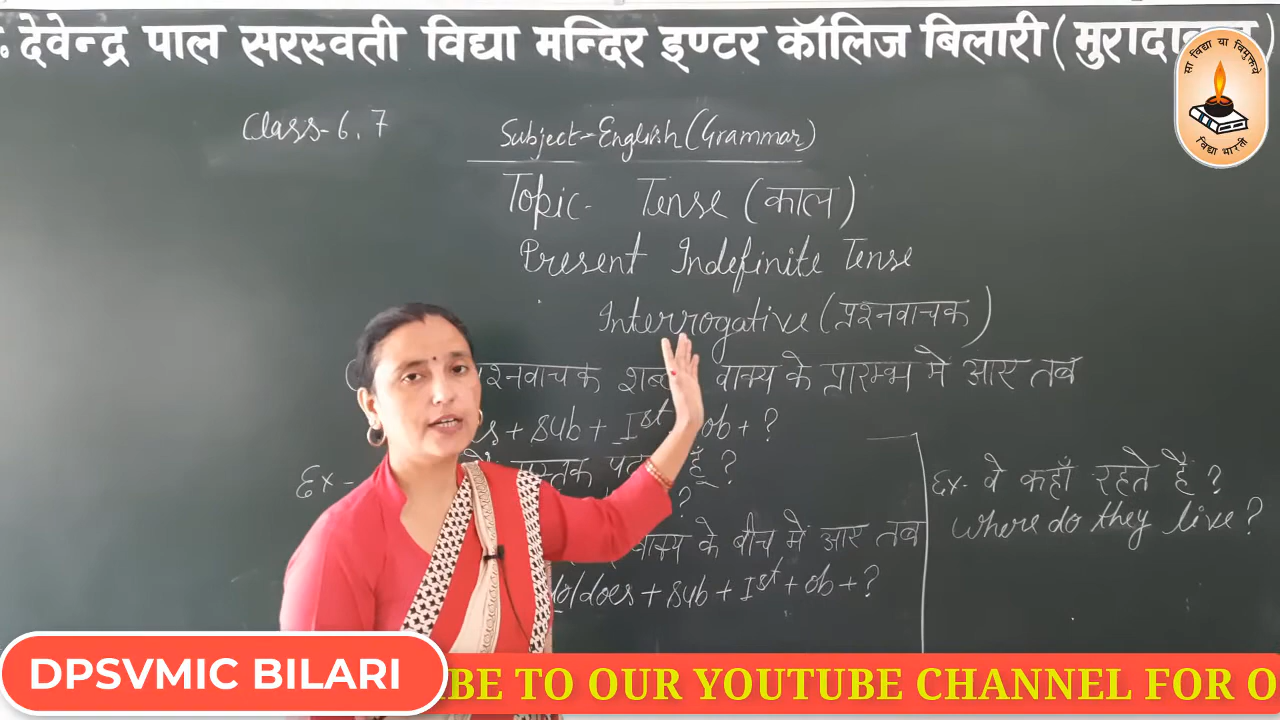 देवेन्द्र पाल सरस्वती विद्या मन्दिर इण्टर कॉलिज बिलारी
सा विद्या या विमुक्तये
विद्या भारती
Class-6,7
Subject-English(Grammar)
Topic- Tense (काल)
Present Indefinite Tense
Interrogative (प्रश्नवाचक)
प्रश्नवाचक वाक्य के प्रारम्भ में आए तब
+ Sub + Ist ob + ?
Ex - पुस्तक हूँ ?
?
वाक्य के बीच में आए तब
do/does + Sub + Ist + ob + ?
Ex- वे कहाँ रहते है ?
where do they live ?
DPSVMIC BILARI
BE TO OUR YOUTUBE CHANNEL FOR O